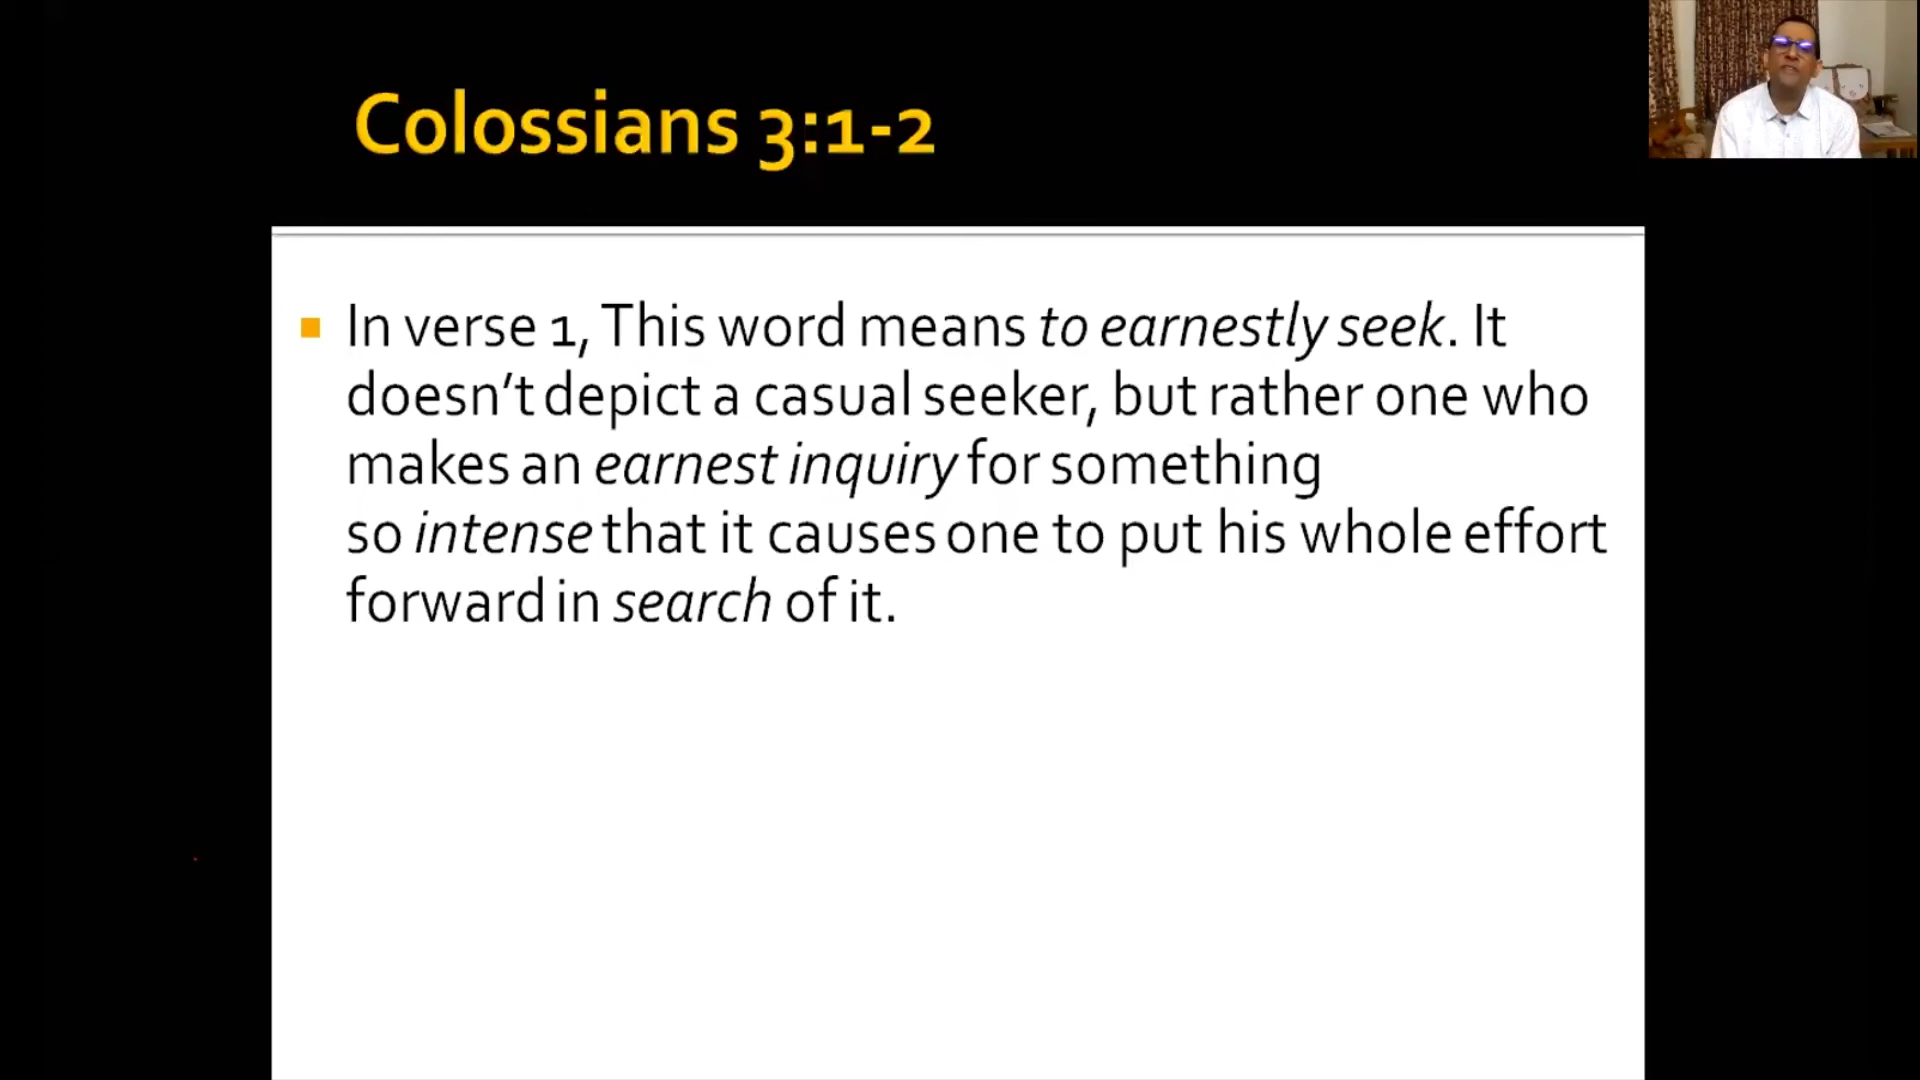 Colossians 3:1-2
In verse 1, This word means to earnestly seek. It
doesn’t depict a casual seeker, but rather one who
makes an earnest inquiry for something
so intense that it causes one to put his whole effort
forward in search of it.